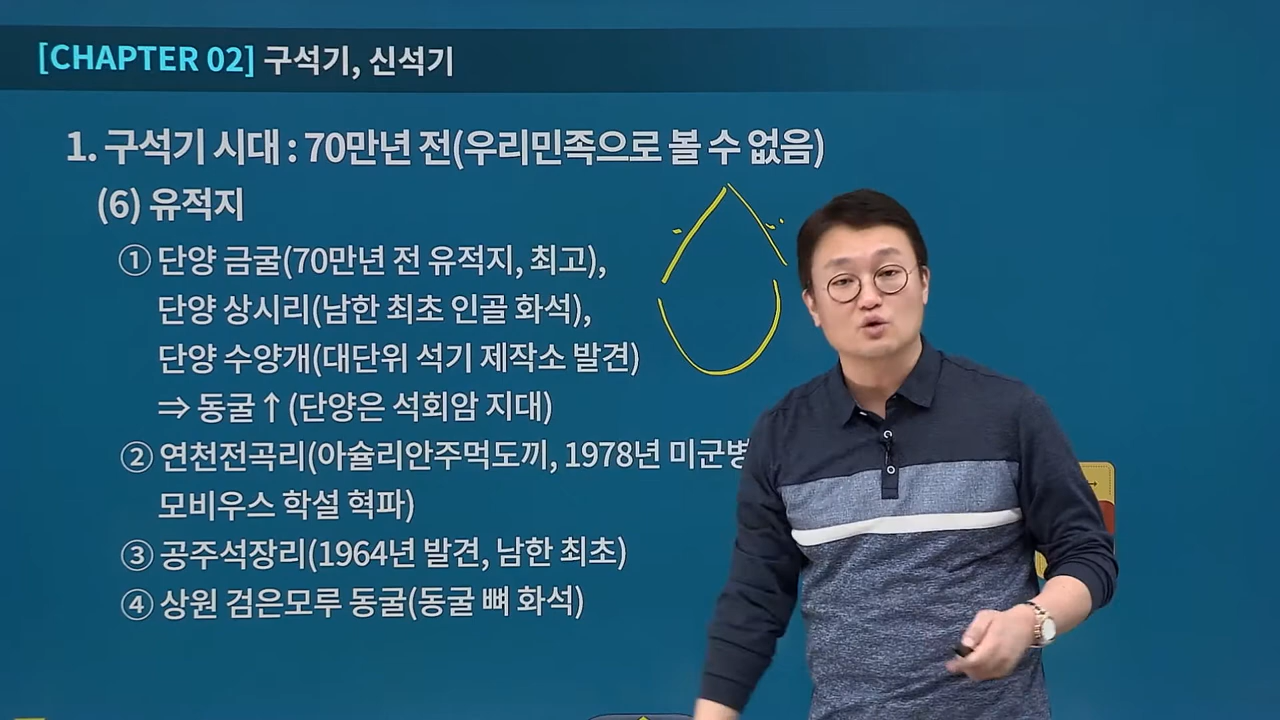 [CHAPTER 02] 구석기, 신석기
1. 구석기 시대 : 70만년 전(우리민족으로 볼 수 없음)
(6) 유적지
① 단양 금굴(70만년 전 유적지, 최고),
단양 상시리(남한 최초 인골 화석),
단양 수양개(대단위 석기 제작소 발견)
⇒ 동굴↑(단양은 석회암 지대)
② 연천전곡리(아슐리안주먹도끼, 1978년
모비우스 학설 혁파)
③ 공주석장리(1964년 발견, 남한 최초)
④ 상원 검은모루 동굴(동굴 뼈 화석)